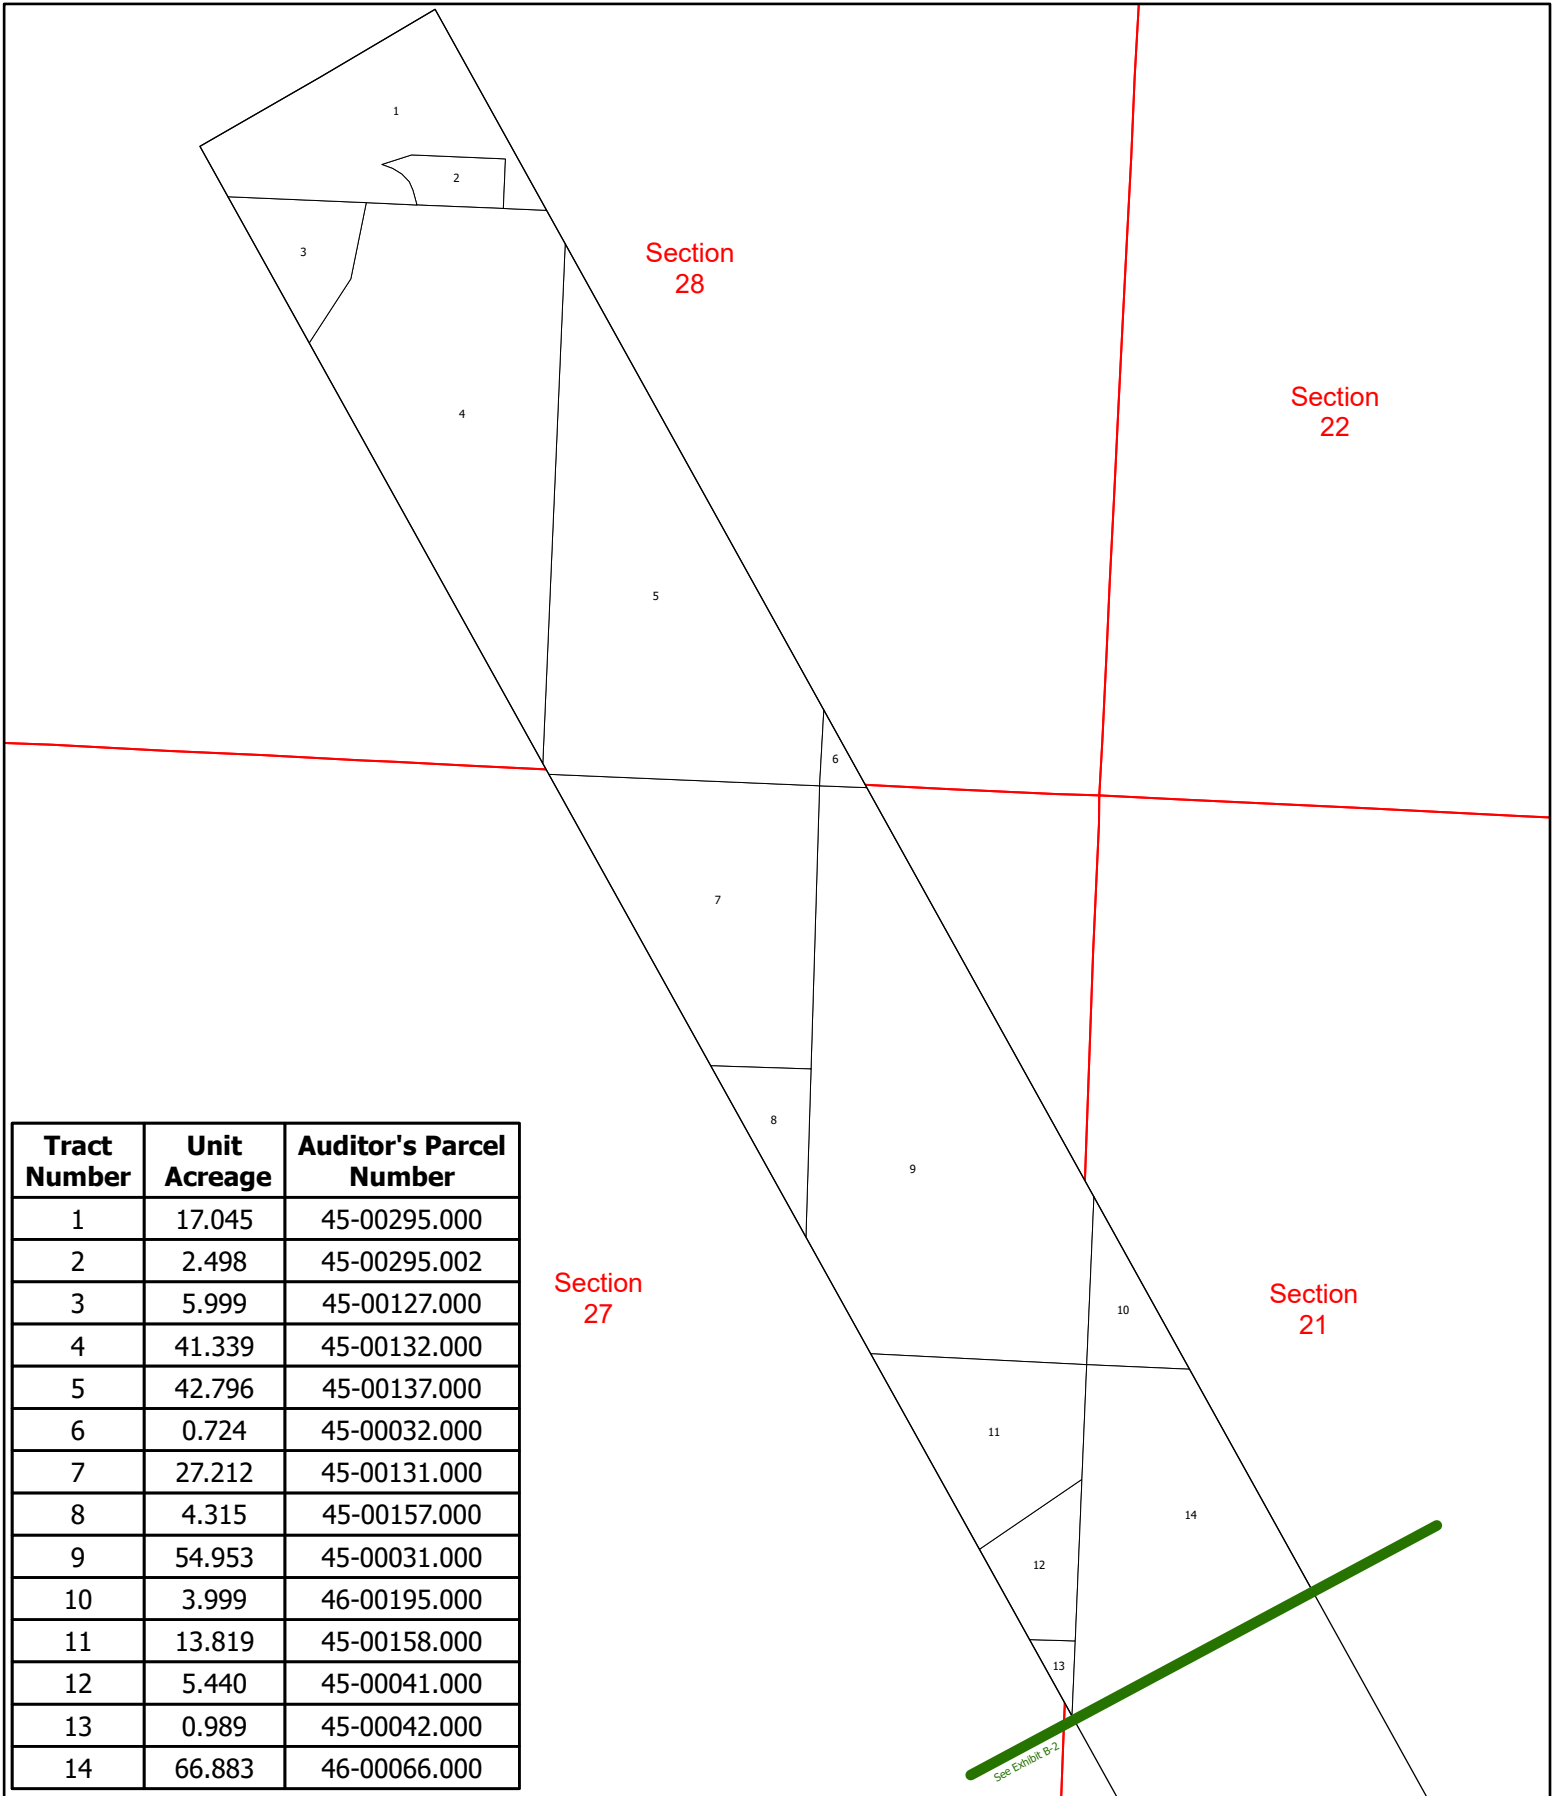 1
2
3
Section
28
Section
22
4
5
6
7
8
9
Section
27
10
Section
21
11
12
13
14
See Exhibit B-2
Tract Number Unit Acreage Auditor's Parcel Number
1 17.045 45-00295.000
2 2.498 45-00295.002
3 5.999 45-00127.000
4 41.339 45-00132.000
5 42.796 45-00137.000
6 0.724 45-00032.000
7 27.212 45-00131.000
8 4.315 45-00157.000
9 54.953 45-00031.000
10 3.999 46-00195.000
11 13.819 45-00158.000
12 5.440 45-00041.000
13 0.989 45-00042.000
14 66.883 46-00066.000